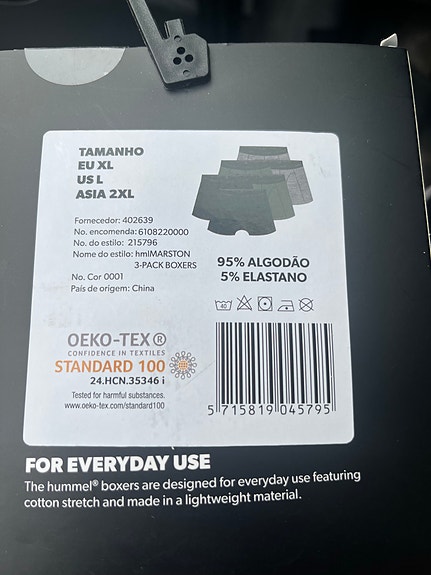 TAMANHO
EU XL
US L
ASIA 2XL
Fornecedor: 402639
No. encomenda: 6108220000
No. do estilo: 215796
Nome do estilo: hmlMARSTON
3-PACK BOXERS
No. Cor 0001
País de origem: China
95% ALGODÃO
5% ELASTANO
40
OEKO-TEX®
CONFIDENCE IN TEXTILES
STANDARD 100
24.HCN.35346 i
Tested for harmful substances.
www.oeko-tex.com/standard100
5 715819 045795
FOR EVERYDAY USE
The hummel® boxers are designed for everyday use featuring
cotton stretch and made in a lightweight material.